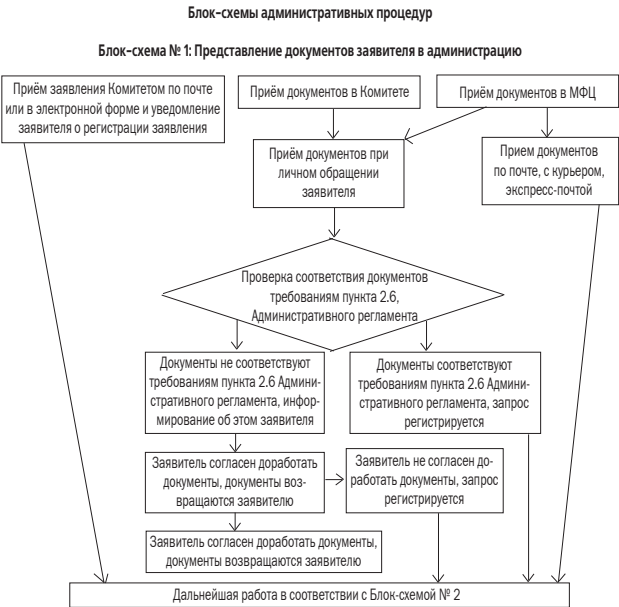 Блок-схемы административных процедур
Блок-схема № 1: Представление документов заявителя в администрацию
Приём заявления Комитетом по почте
или в электронной форме и уведомление
заявителя о регистрации заявления
Приём документов в Комитете
Приём документов в МФЦ
Приём документов при
личном обращении
заявителя
Прием документов
по почте, с курьером,
экспресс-почтой
Проверка соответствия документов
требованиям пункта 2.6,
Административного регламента
Документы не соответствуют
требованиям пункта 2.6 Админи-
стративного регламента, инфор-
мирование об этом заявителя
Документы соответствуют
требованиям пункта 2.6 Админи-
стративного регламента, запрос
регистрируется
Заявитель согласен доработать
документы, документы воз-
вращаются заявителю
Заявитель не согласен до-
работать документы, запрос
регистрируется
Заявитель согласен доработать документы,
документы возвращаются заявителю
Дальнейшая работа в соответствии с Блок-схемой № 2